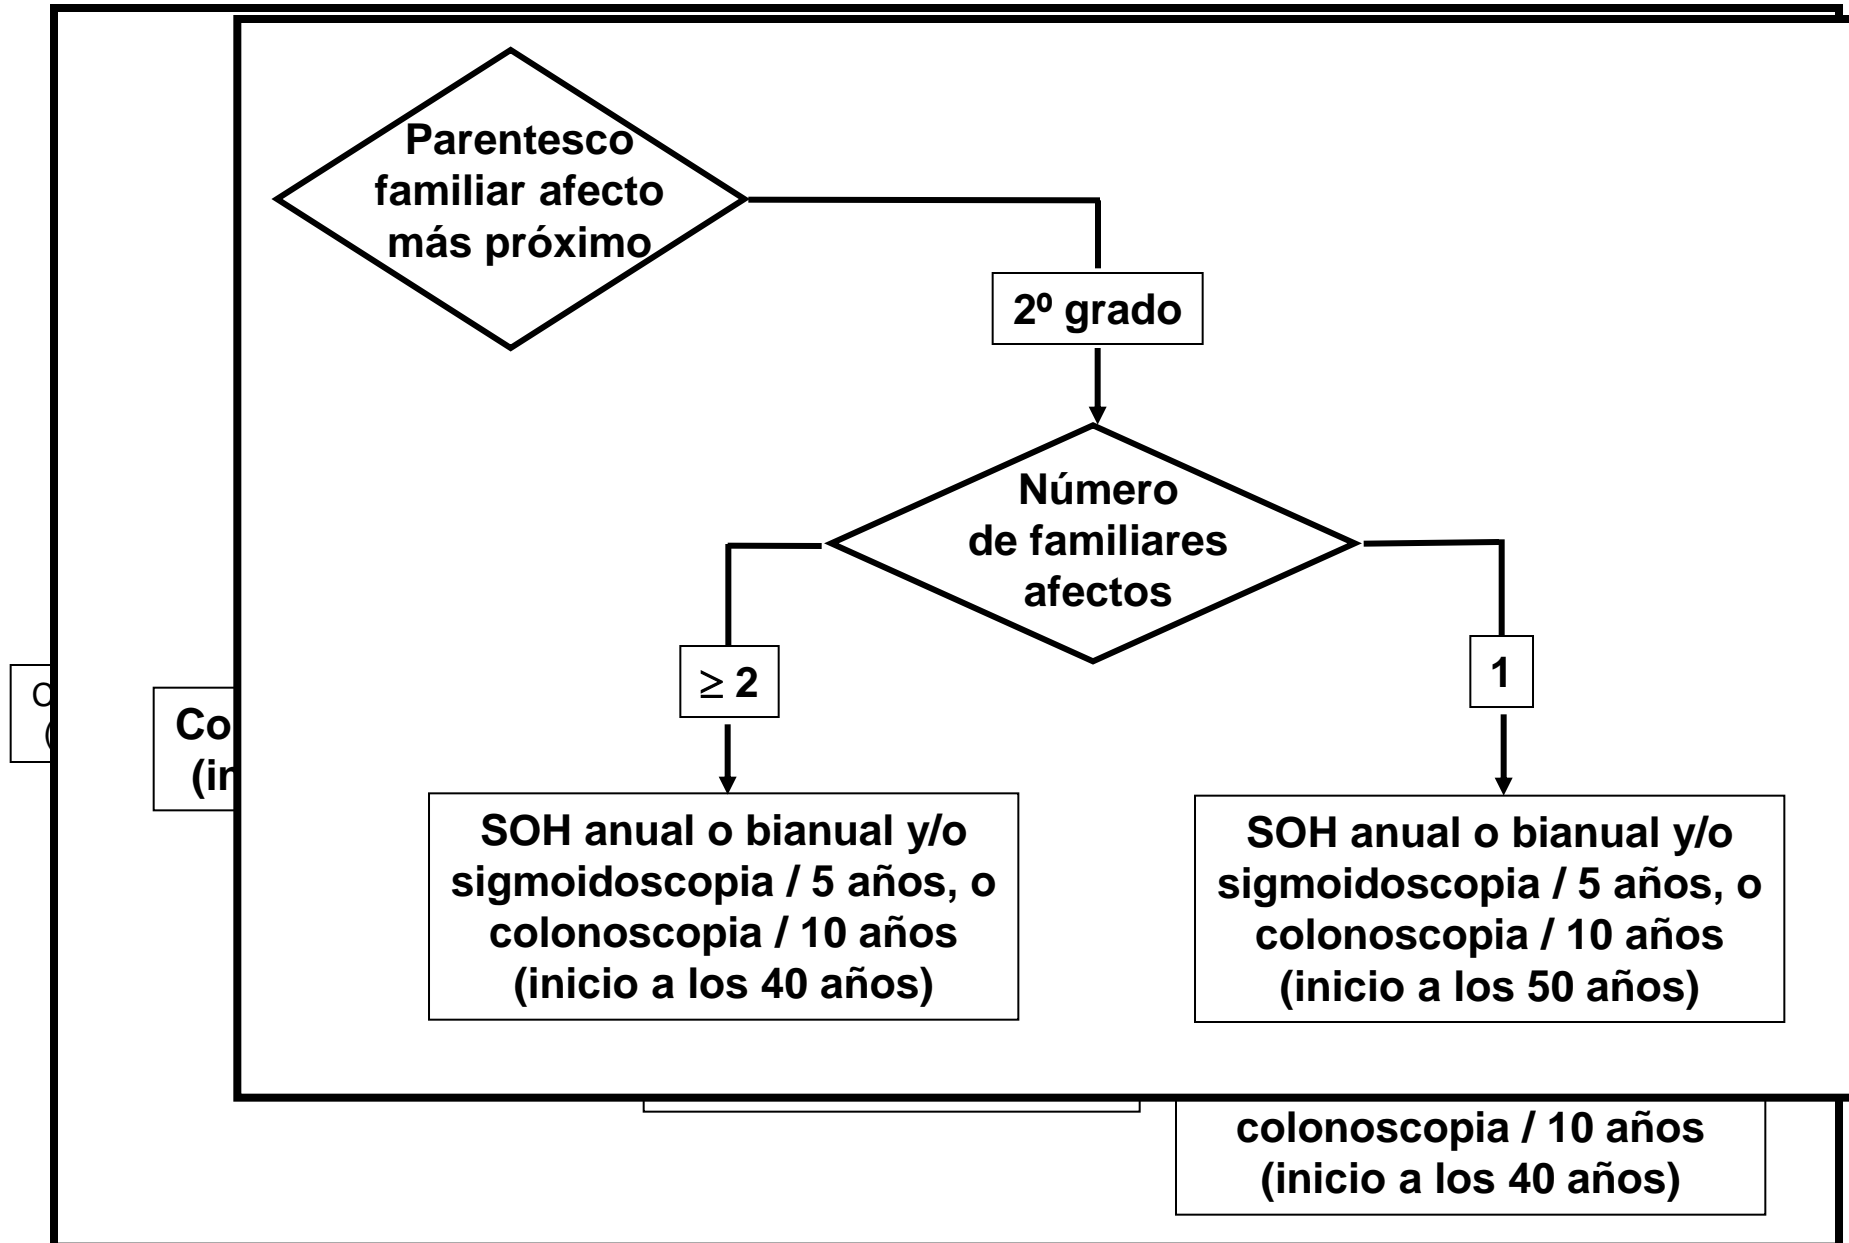 Parentesco
familiar afecto
más próximo
2º grado
Número
de familiares
afectos
≥ 2
1
SOH anual o bianual y/o
sigmoidoscopia / 5 años, o
colonoscopia / 10 años
(inicio a los 40 años)
SOH anual o bianual y/o
sigmoidoscopia / 5 años, o
colonoscopia / 10 años
(inicio a los 50 años)
colonoscopia / 10 años
(inicio a los 40 años)